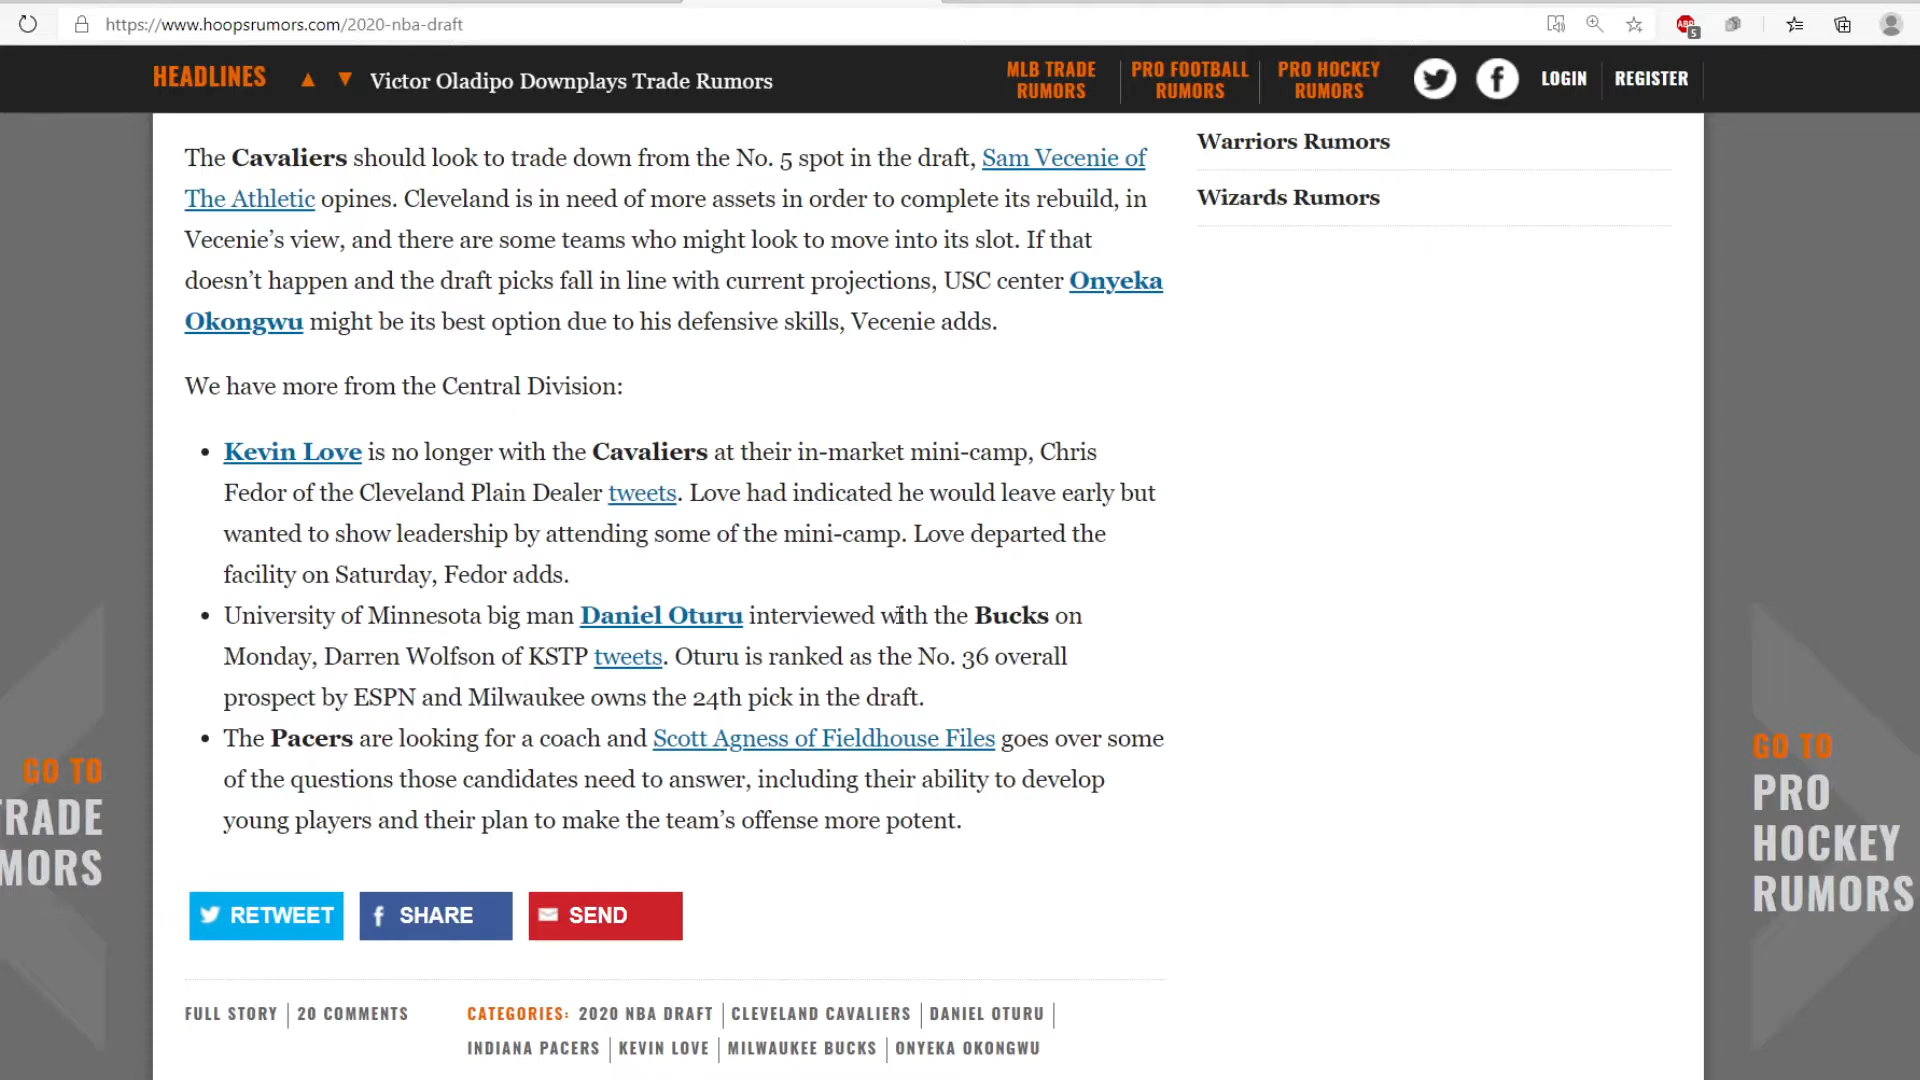 https://www.hoopsrumors.com/2020-nba-draft
ABP
5
HEADLINES ▲ ▼ Victor Oladipo Downplays Trade Rumors
MLB TRADE
RUMORS
PRO FOOTBALL
RUMORS
PRO HOCKEY
RUMORS
LOGIN
REGISTER
The Cavaliers should look to trade down from the No. 5 spot in the draft, Sam Vecenie of
The Athletic opines. Cleveland is in need of more assets in order to complete its rebuild, in
Vecenie’s view, and there are some teams who might look to move into its slot. If that
doesn’t happen and the draft picks fall in line with current projections, USC center Onyeka
Okongwu might be its best option due to his defensive skills, Vecenie adds.
We have more from the Central Division:
• Kevin Love is no longer with the Cavaliers at their in-market mini-camp, Chris
Fedor of the Cleveland Plain Dealer tweets. Love had indicated he would leave early but
wanted to show leadership by attending some of the mini-camp. Love departed the
facility on Saturday, Fedor adds.
• University of Minnesota big man Daniel Oturu interviewed with the Bucks on
Monday, Darren Wolfson of KSTP tweets. Oturu is ranked as the No. 36 overall
prospect by ESPN and Milwaukee owns the 24th pick in the draft.
• The Pacers are looking for a coach and Scott Agness of Fieldhouse Files goes over some
of the questions those candidates need to answer, including their ability to develop
young players and their plan to make the team’s offense more potent.
RETWEET
SHARE
SEND
FULL STORY | 20 COMMENTS
CATEGORIES: 2020 NBA DRAFT | CLEVELAND CAVALIERS | DANIEL OTURU |
INDIANA PACERS | KEVIN LOVE | MILWAUKEE BUCKS | ONYEKA OKONGWU
Warriors Rumors
Wizards Rumors
GO TO
RADE
MORS
GO TO
PRO
HOCKEY
RUMORS